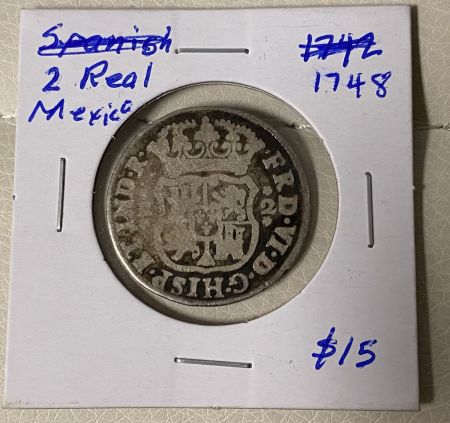 Spanish
2 Real
Mexico
1742
1748
FRD·VI·D·G·HISP·ET IND·R·
2
$15